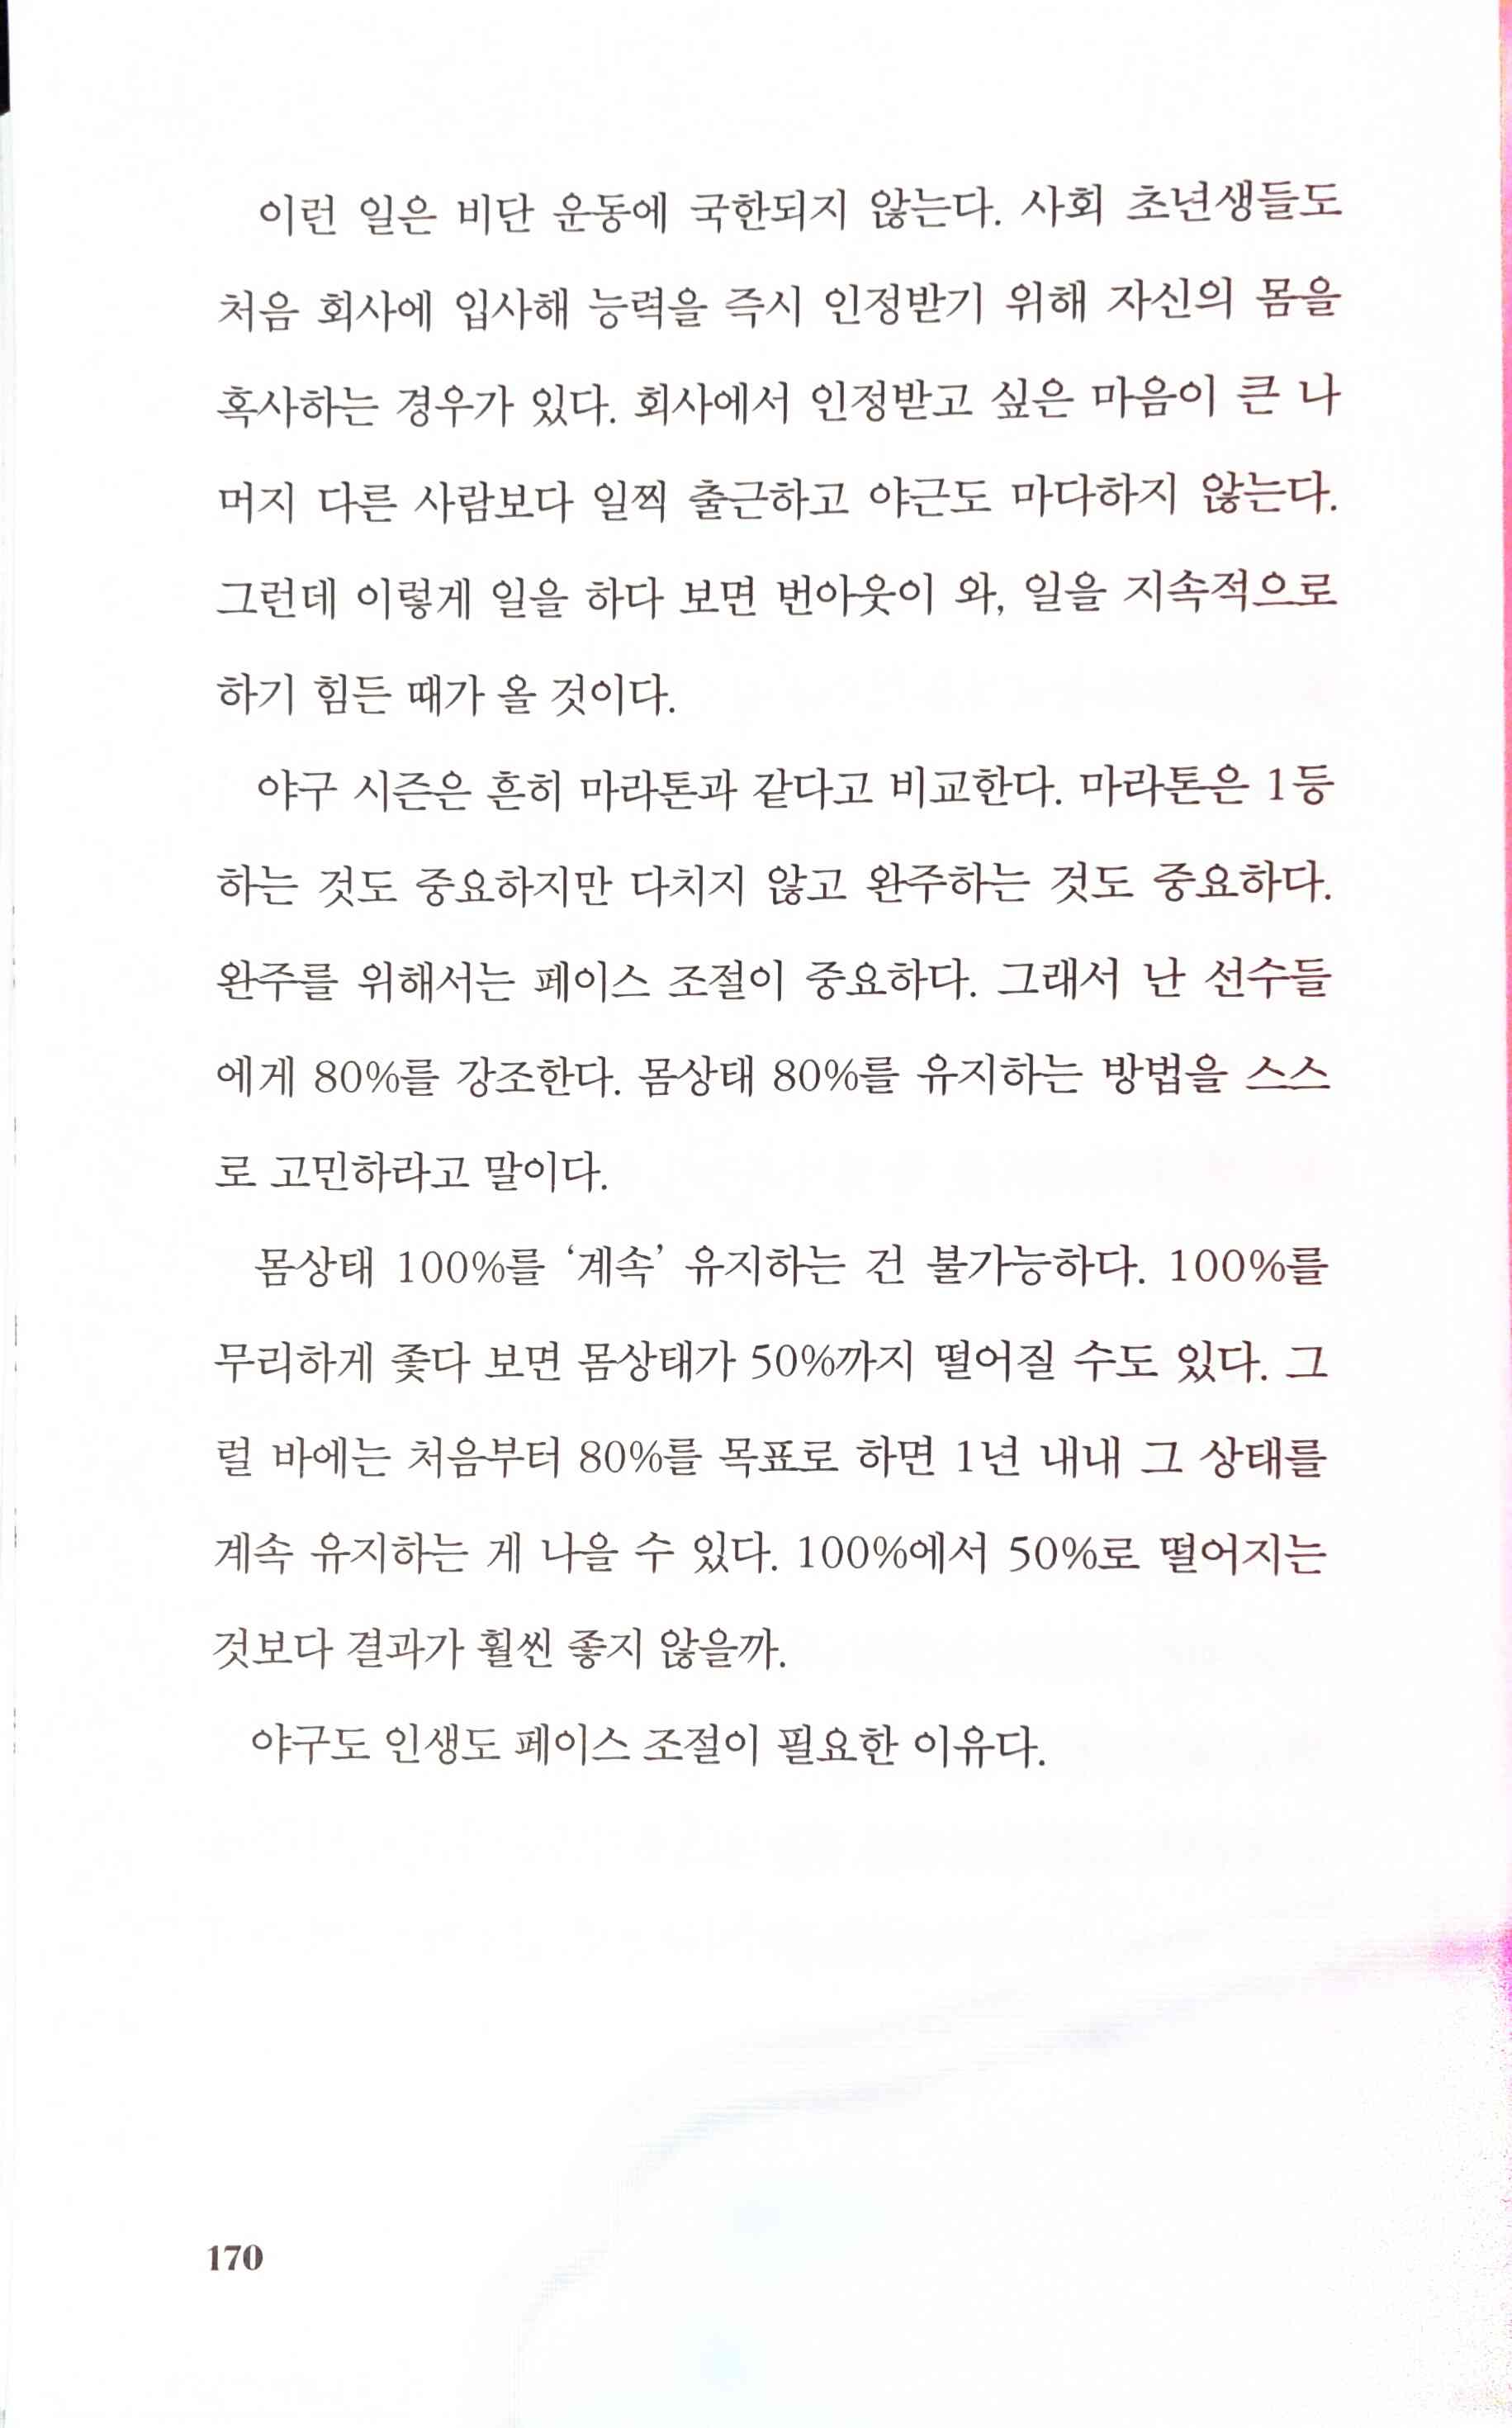 이런 일은 비단 운동에 국한되지 않는다. 사회 초년생들도
처음 회사에 입사해 능력을 즉시 인정받기 위해 자신의 몸을
혹사하는 경우가 있다. 회사에서 인정받고 싶은 마음이 큰 나
머지 다른 사람보다 일찍 출근하고 야근도 마다하지 않는다.
그런데 이렇게 일을 하다 보면 번아웃이 와, 일을 지속적으로
하기 힘든 때가 올 것이다.
야구 시즌은 흔히 마라톤과 같다고 비교한다. 마라톤은 1등
하는 것도 중요하지만 다치지 않고 완주하는 것도 중요하다.
완주를 위해서는 페이스 조절이 중요하다. 그래서 난 선수들
에게 80%를 강조한다. 몸상태 80%를 유지하는 방법을 스스
로 고민하라고 말이다.
몸상태 100%를 ‘계속’ 유지하는 건 불가능하다. 100%를
무리하게 좇다 보면 몸상태가 50%까지 떨어질 수도 있다. 그
럴 바에는 처음부터 80%를 목표로 하면 1년 내내 그 상태를
계속 유지하는 게 나을 수 있다. 100%에서 50%로 떨어지는
것보다 결과가 훨씬 좋지 않을까.
야구도 인생도 페이스 조절이 필요한 이유다.
170